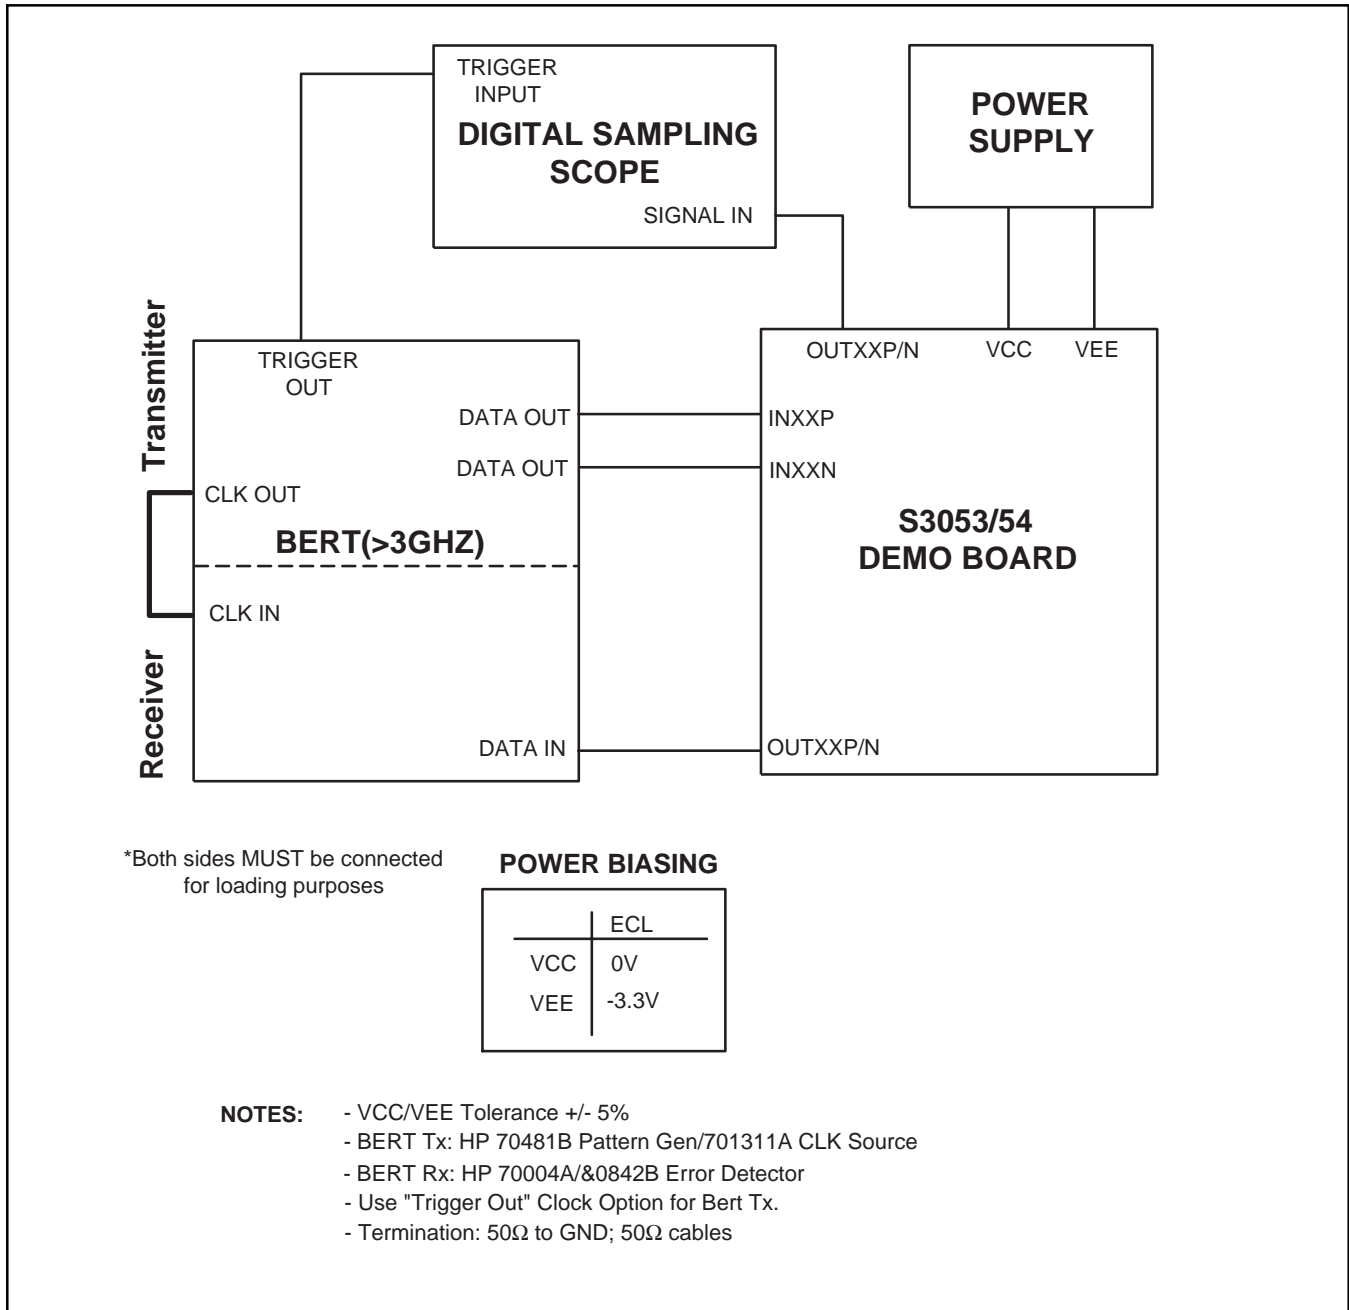 TRIGGER
INPUT
DIGITAL SAMPLING
SCOPE
SIGNAL IN
POWER
SUPPLY
Transmitter
Receiver
TRIGGER
OUT
DATA OUT
DATA OUT
CLK OUT
BERT(>3GHZ)
CLK IN
DATA IN
OUTXXP/N
VCC
VEE
INXXP
INXXN
S3053/54
DEMO BOARD
OUTXXP/N
*Both sides MUST be connected
for loading purposes
POWER BIASING
ECL
VCC 0V
VEE -3.3V
NOTES: - VCC/VEE Tolerance +/- 5%
- BERT Tx: HP 70481B Pattern Gen/701311A CLK Source
- BERT Rx: HP 70004A/&0842B Error Detector
- Use "Trigger Out" Clock Option for Bert Tx.
- Termination: 50Ω to GND; 50Ω cables